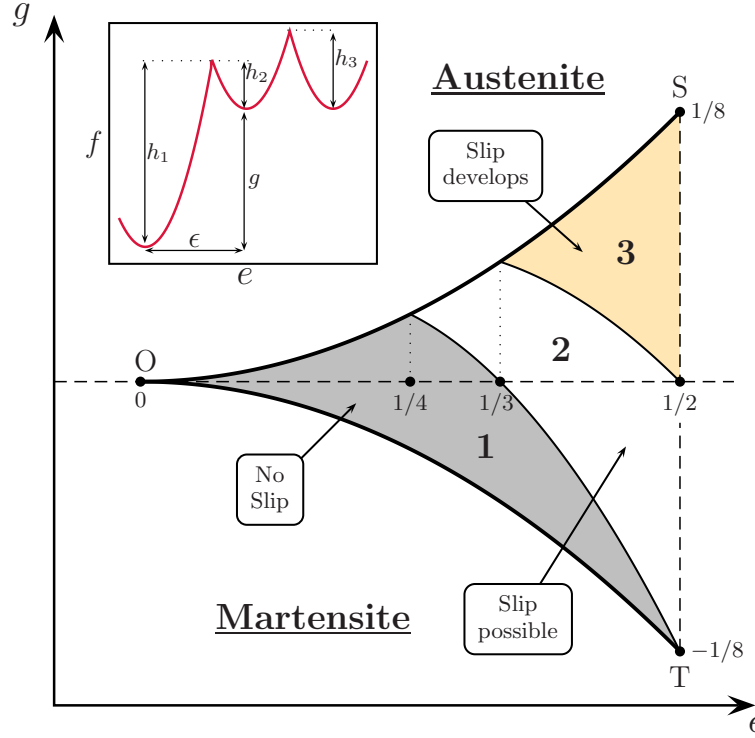 g
f
h₁
h₂
h₃
g
ϵ
e
Austenite
S
1/8
Slip
develops
3
2
O
0
1/4
1/3
1/2
1
No
Slip
Slip
possible
Martensite
−1/8
T
ϵ